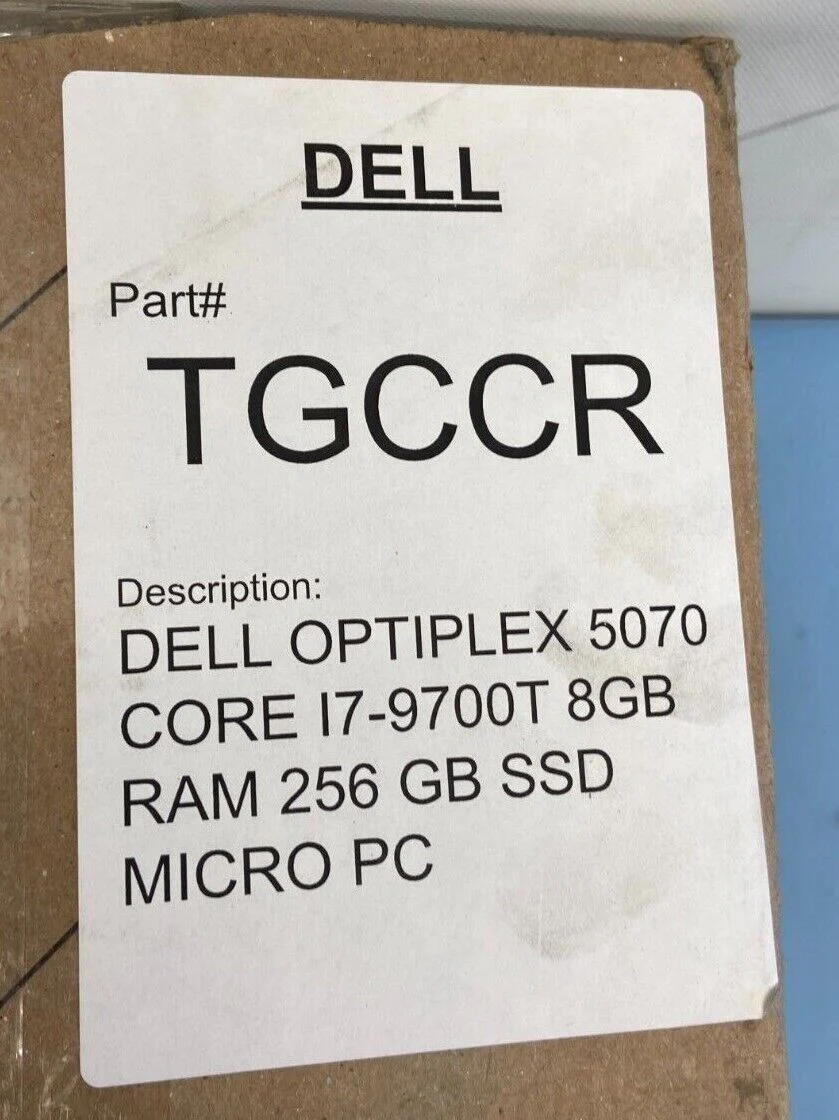 DELL
Part#
TGCCR
Description:
DELL OPTIPLEX 5070
CORE I7-9700T 8GB
RAM 256 GB SSD
MICRO PC